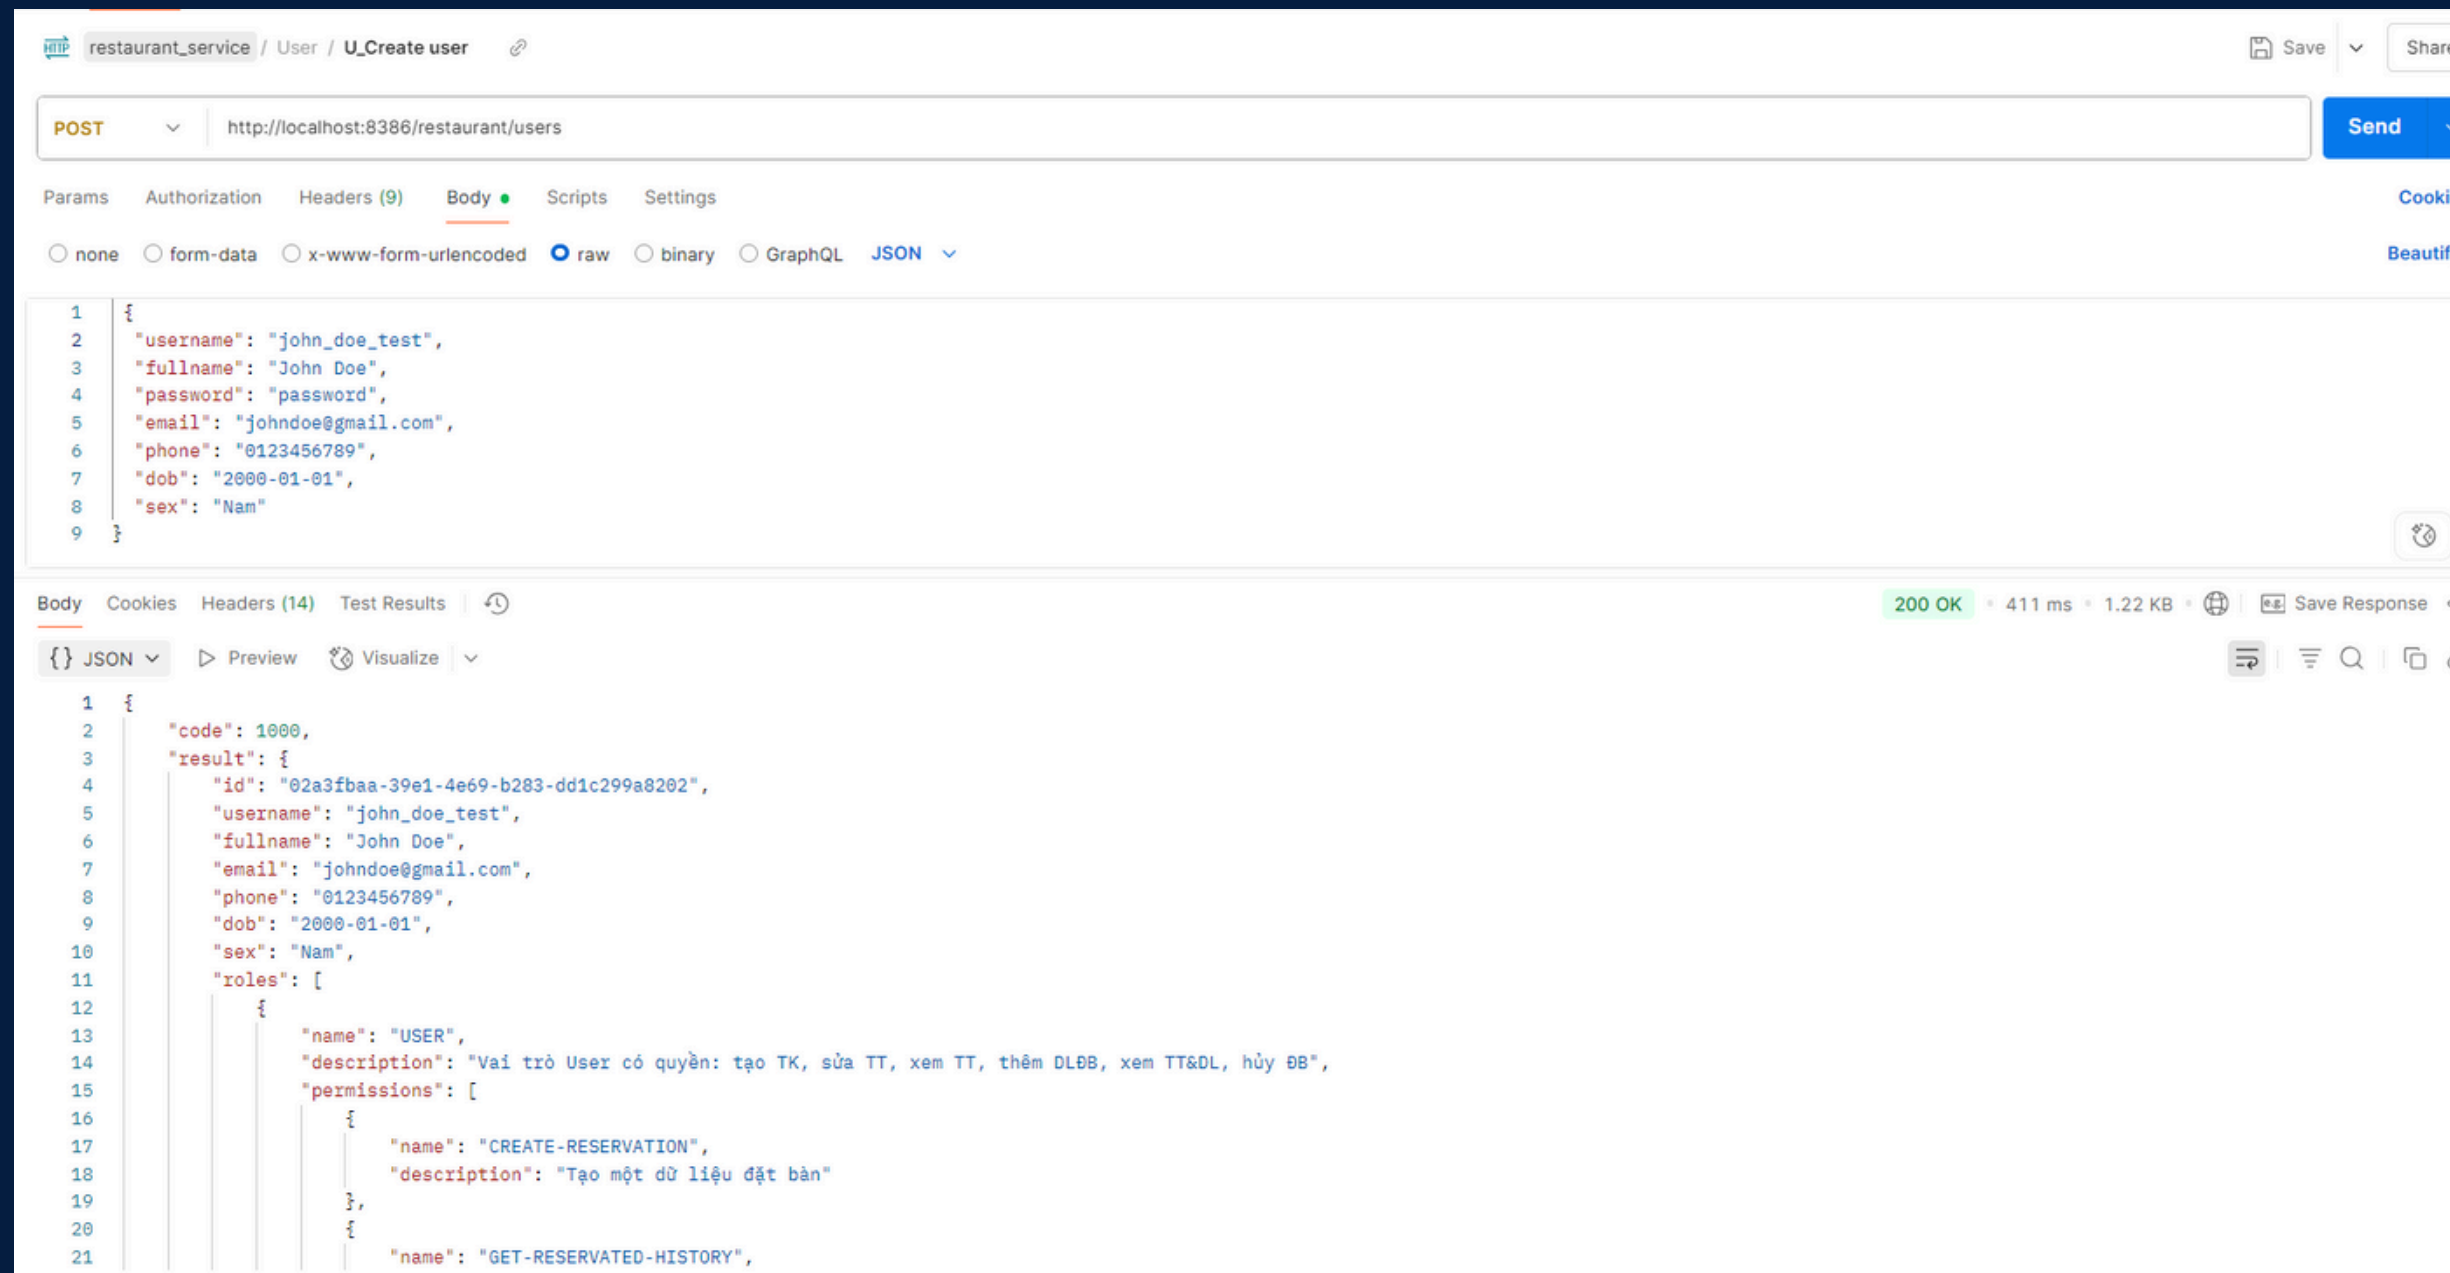 HTTP restaurant_service / User / U_Create user
Save
Share
POST http://localhost:8386/restaurant/users
Send
Params Authorization Headers (9) Body Scripts Settings
none form-data x-www-form-urlencoded raw binary GraphQL JSON
1 {
2 "username": "john_doe_test",
3 "fullname": "John Doe",
4 "password": "password",
5 "email": "johndoe@gmail.com",
6 "phone": "0123456789",
7 "dob": "2000-01-01",
8 "sex": "Nam"
9 }
Body Cookies Headers (14) Test Results
200 OK • 411 ms • 1.22 KB • e.g. Save Response
{} JSON Preview Visualize
1 {
2 "code": 1000,
3 "result": {
4 "id": "02a3fbaa-39e1-4e69-b283-dd1c299a8202",
5 "username": "john_doe_test",
6 "fullname": "John Doe",
7 "email": "johndoe@gmail.com",
8 "phone": "0123456789",
9 "dob": "2000-01-01",
10 "sex": "Nam",
11 "roles": [
12 {
13 "name": "USER",
14 "description": "Vai trò User có quyền: tạo TK, sửa TT, xem TT, thêm DLĐB, xem TT&DL, hủy ĐB",
15 "permissions": [
16 {
17 "name": "CREATE-RESERVATION",
18 "description": "Tạo một dữ liệu đặt bàn"
19 },
20 {
21 "name": "GET-RESERVATED-HISTORY",